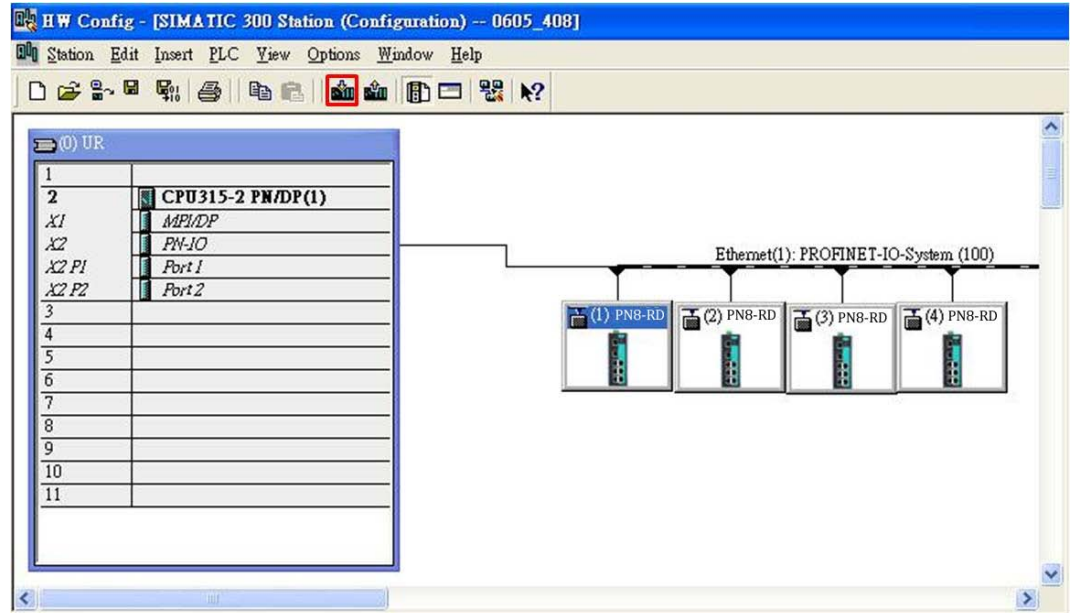 HW Config - [SIMATIC 300 Station (Configuration) -- 0605_408]
Station Edit Insert PLC View Options Window Help
(0) UR
1
2 CPU315-2 PN/DP(1)
X1 MPI/DP
X2 PN-IO
X2 P1 Port 1
X2 P2 Port 2
3
4
5
6
7
8
9
10
11
Ethernet(1): PROFINET-IO-System (100)
(1) PN8-RD (2) PN8-RD (3) PN8-RD (4) PN8-RD